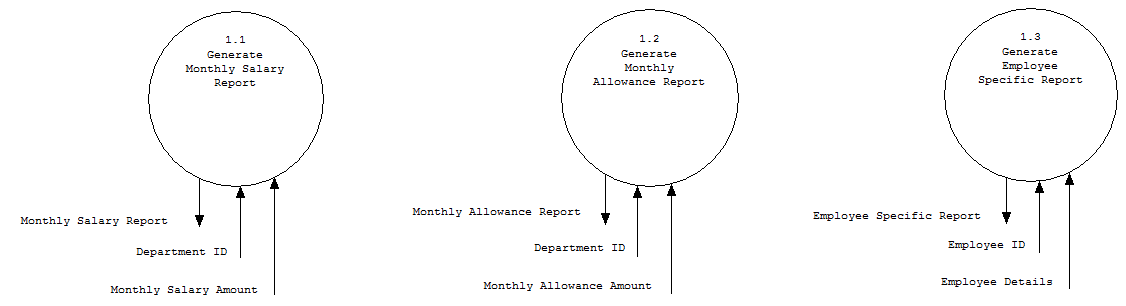 1.1
Generate
Monthly Salary
Report
Monthly Salary Report
Department ID
Monthly Salary Amount
1.2
Generate
Monthly
Allowance Report
Monthly Allowance Report
Department ID
Monthly Allowance Amount
1.3
Generate
Employee
Specific Report
Employee Specific Report
Employee ID
Employee Details